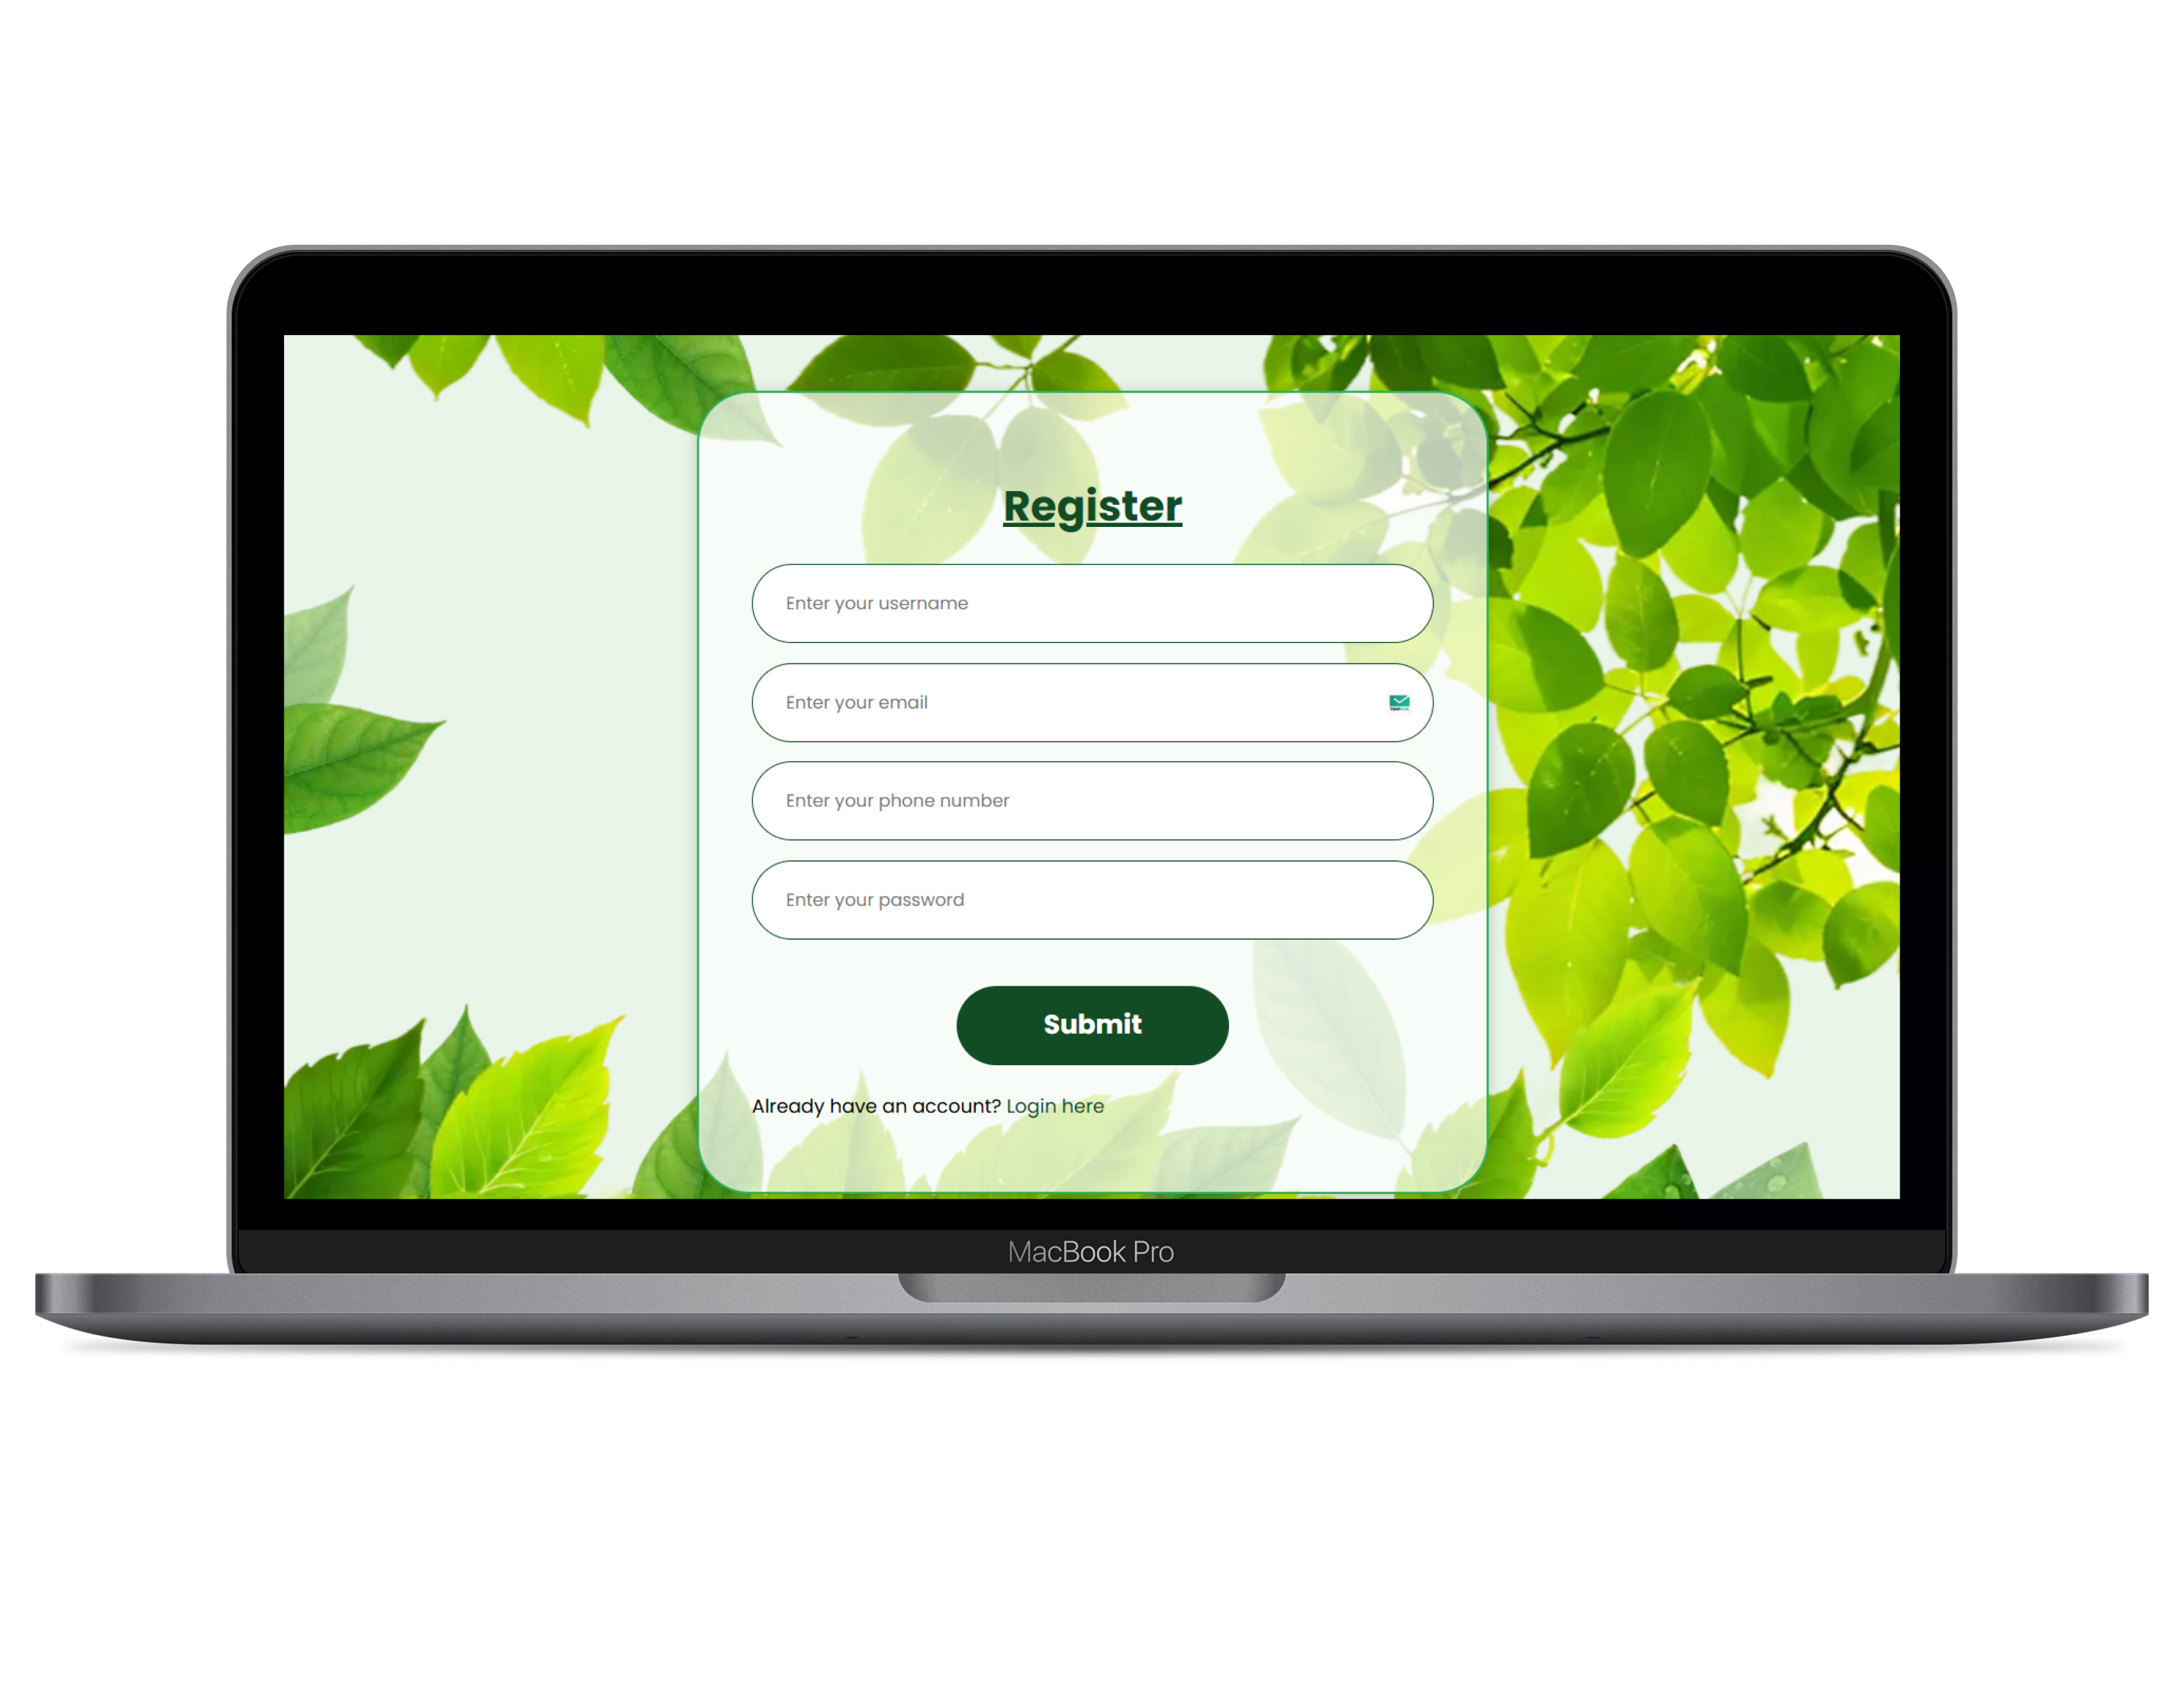 Register
Enter your username
Enter your email
Enter your phone number
Enter your password
Submit
Already have an account? Login here
MacBook Pro